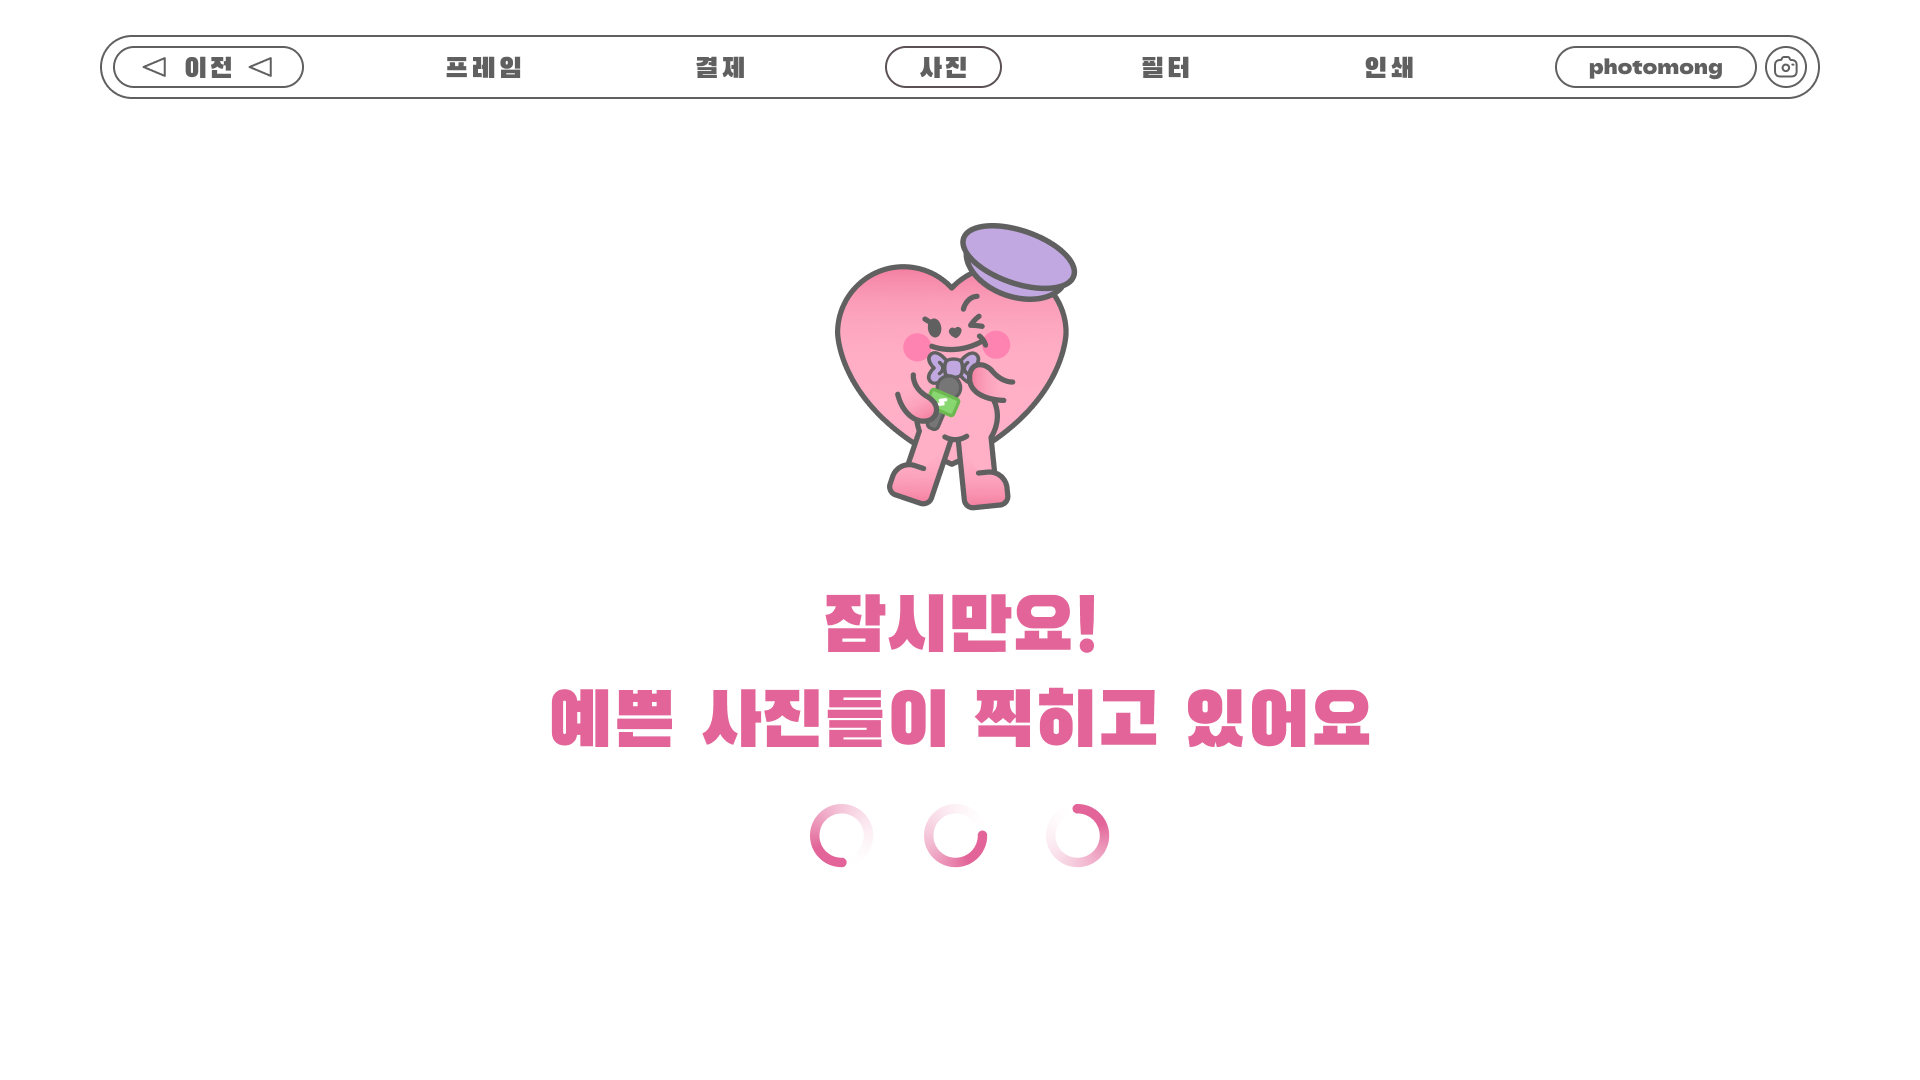 이전
프레임
결제
사진
필터
인쇄
photomong
잠시만요!
예쁜 사진들이 찍히고 있어요